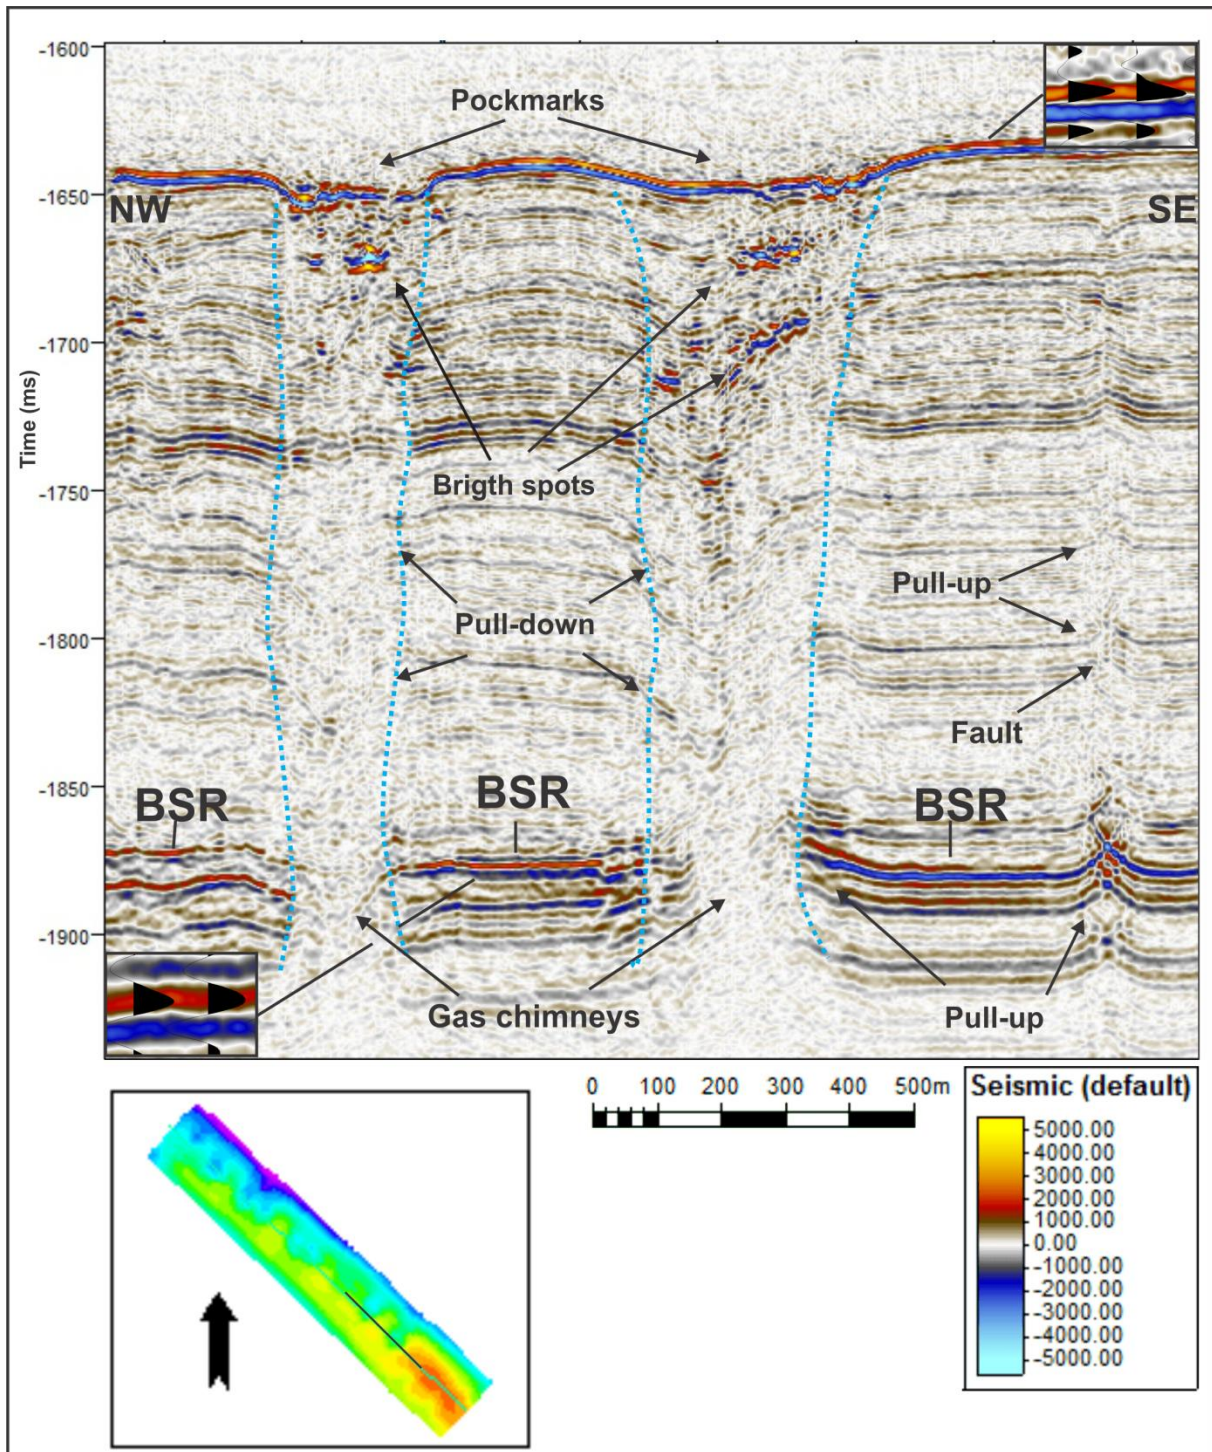 -1600
Pockmarks
-1650
NW
SE
-1700
Time (ms)
Brigth spots
-1750
Pull-up
Pull-down
-1800
Fault
-1850
BSR
BSR
BSR
-1900
Gas chimneys
Pull-up
0 100 200 300 400 500m
Seismic (default)
5000.00
4000.00
3000.00
2000.00
1000.00
0.00
-1000.00
-2000.00
-3000.00
-4000.00
-5000.00